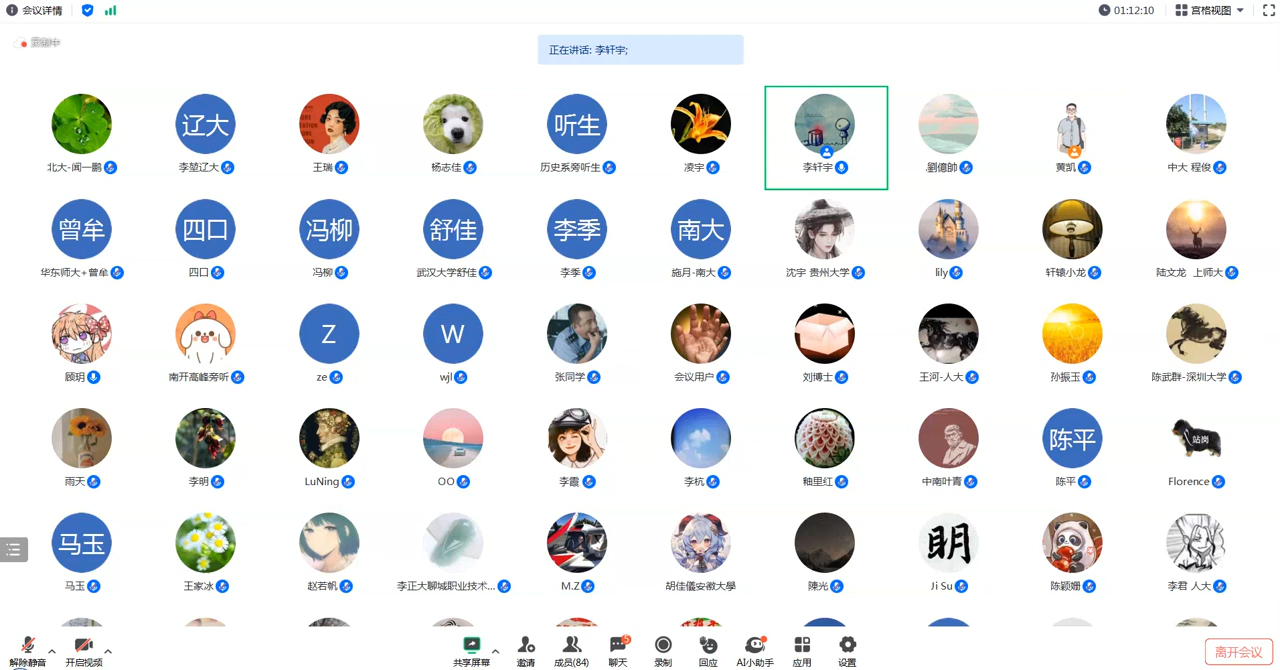 会议详情
01:12:10
宫格视图
录制中
正在讲话: 李轩宇;
辽大
听生
北大-闻一鹏
李堃辽大
王瑞
杨志佳
历史系旁听生
凌宇
李轩宇
劉億帥
黄凯
中大 程俊
曾牟
四口
冯柳
舒佳
李季
南大
华东师大+曾牟
四口
冯柳
武汉大学舒佳
李季
施月-南大
沈宇 贵州大学
lily
轩辕小龙
陆文龙 上师大
Z
W
顾玥
南开高峰旁听
ze
wjl
张同学
会议用户
刘博士
王河-人大
孙振玉
陈武群-深圳大学
陈平
站岗
雨天
李明
LuNing
OO
李霞
李杭
釉里红
中南叶青
陈平
Florence
马玉
明
马玉
王家冰
赵若帆
李正大聊城职业技术...
M.Z
胡佳儀安徽大學
陳光
Ji Su
陈颖姗
李君 人大
解除静音
开启视频
共享屏幕
邀请
成员(84)
5
聊天
录制
回应
AI小助手
应用
设置
离开会议